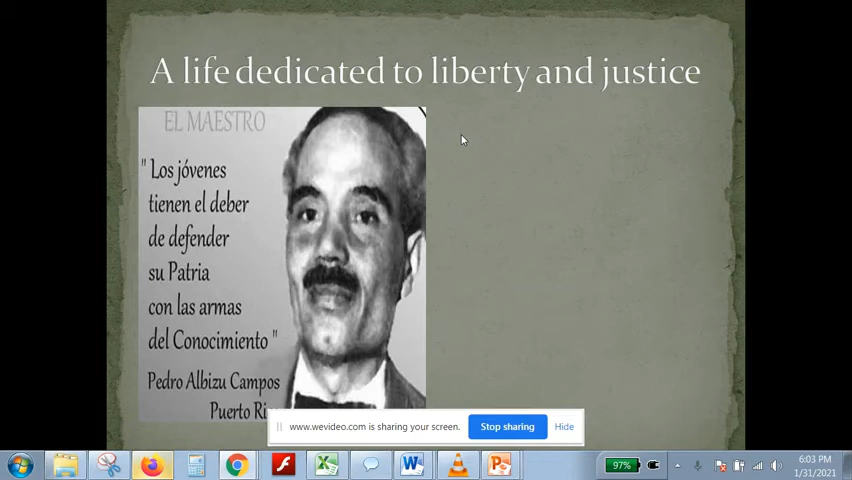 A life dedicated to liberty and justice
EL MAESTRO
" Los jóvenes
tienen el deber
de defender
su Patria
con las armas
del Conocimiento "
Pedro Albizu Campos
Puerto
www.wevideo.com is sharing your screen.
Stop sharing
Hide
97%
6:03 PM
1/31/2021